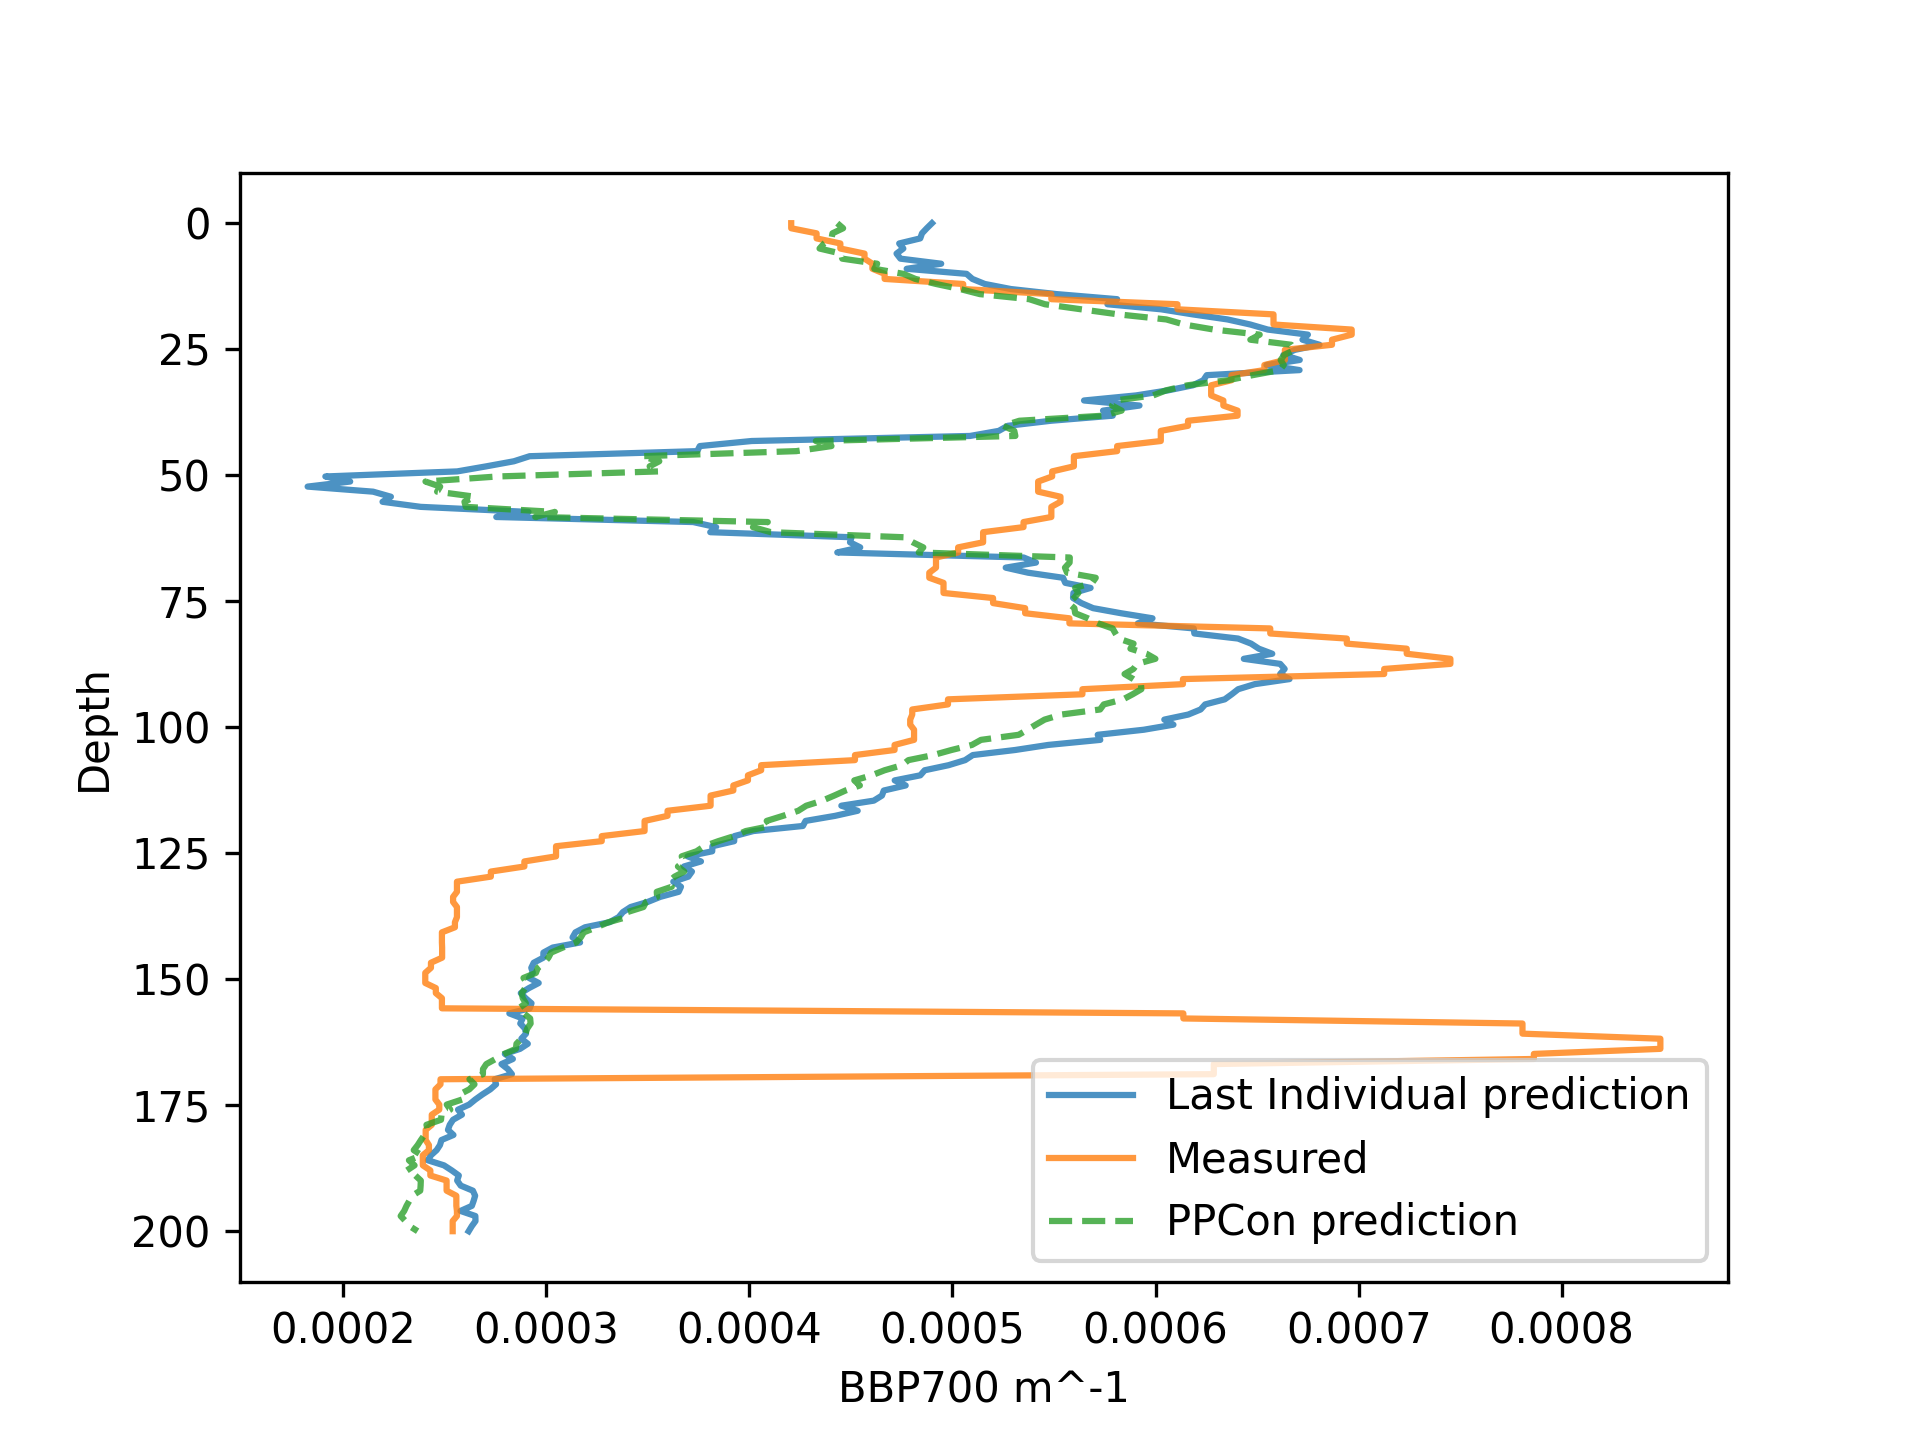 0
25
50
75
100
125
150
175
200
Depth
0.0002 0.0003 0.0004 0.0005 0.0006 0.0007 0.0008
BBP700 m^-1
Last Individual prediction
Measured
PPCon prediction